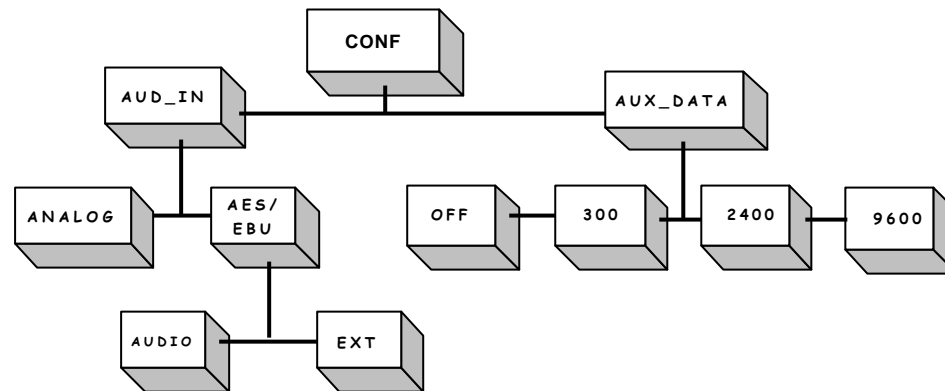 CONF
AUD_IN
AUX_DATA
ANALOG
AES/
EBU
OFF
300
2400
9600
AUDIO
EXT